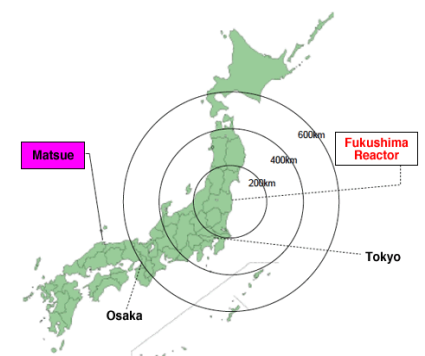 600km
Fukushima
Reactor
Matsue
400km
200km
Tokyo
Osaka